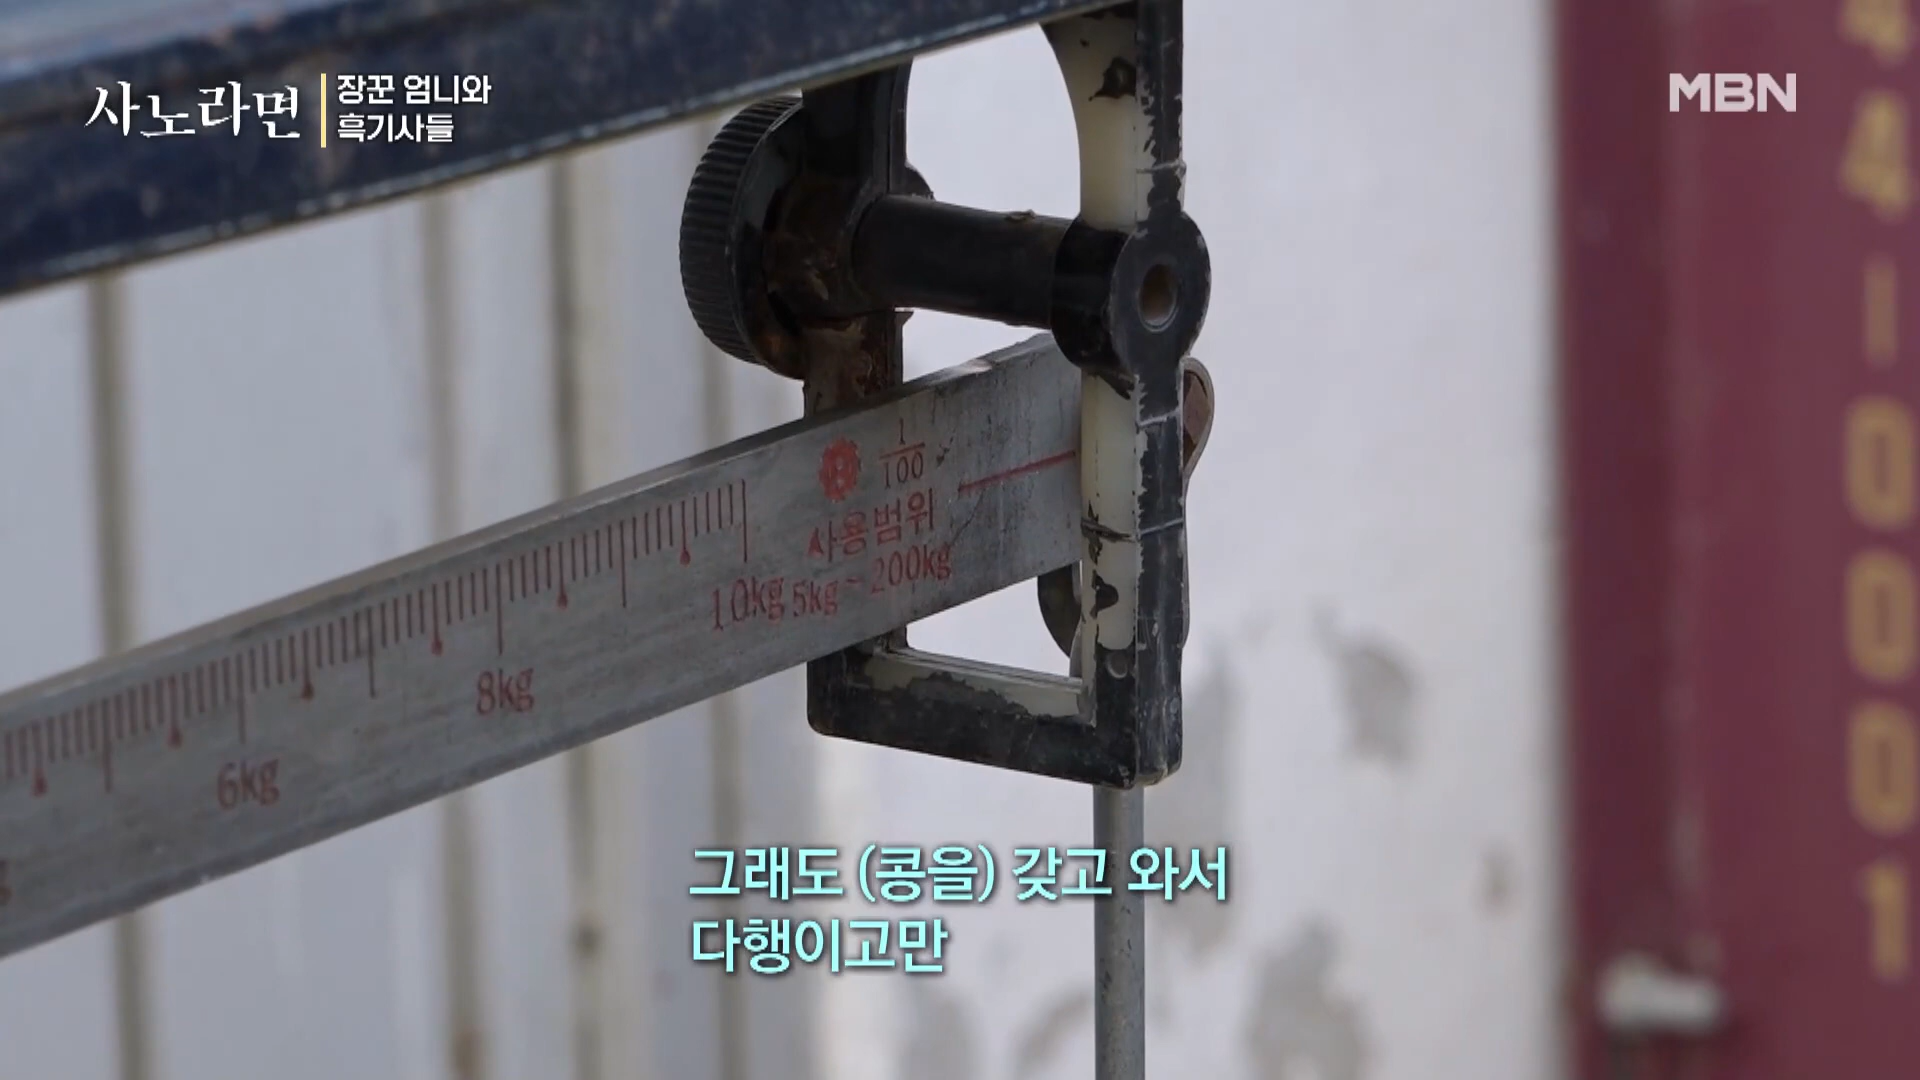 사노라면
장꾼 엄니와
흑기사들
MBN
1
100
사용범위
5kg~200kg
10kg
8kg
6kg
44-10001
그래도 (콩을) 갖고 와서
다행이고만